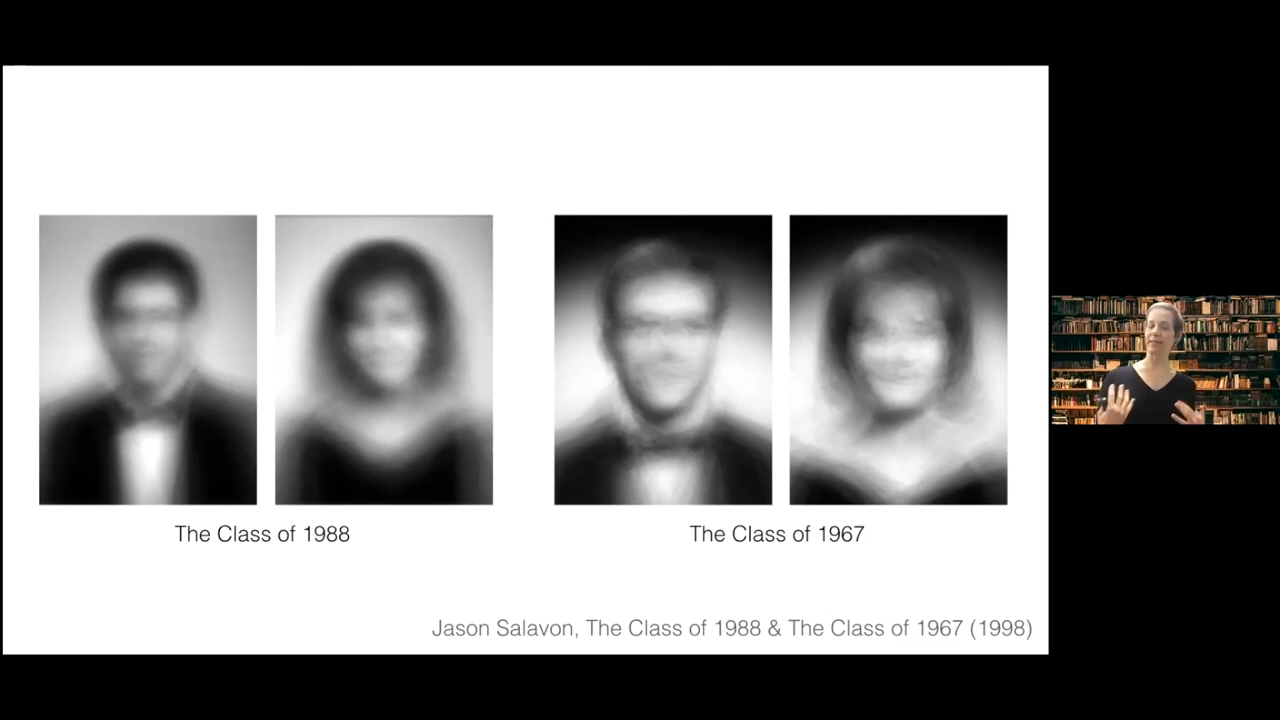 The Class of 1988
The Class of 1967
Jason Salavon, The Class of 1988 & The Class of 1967 (1998)